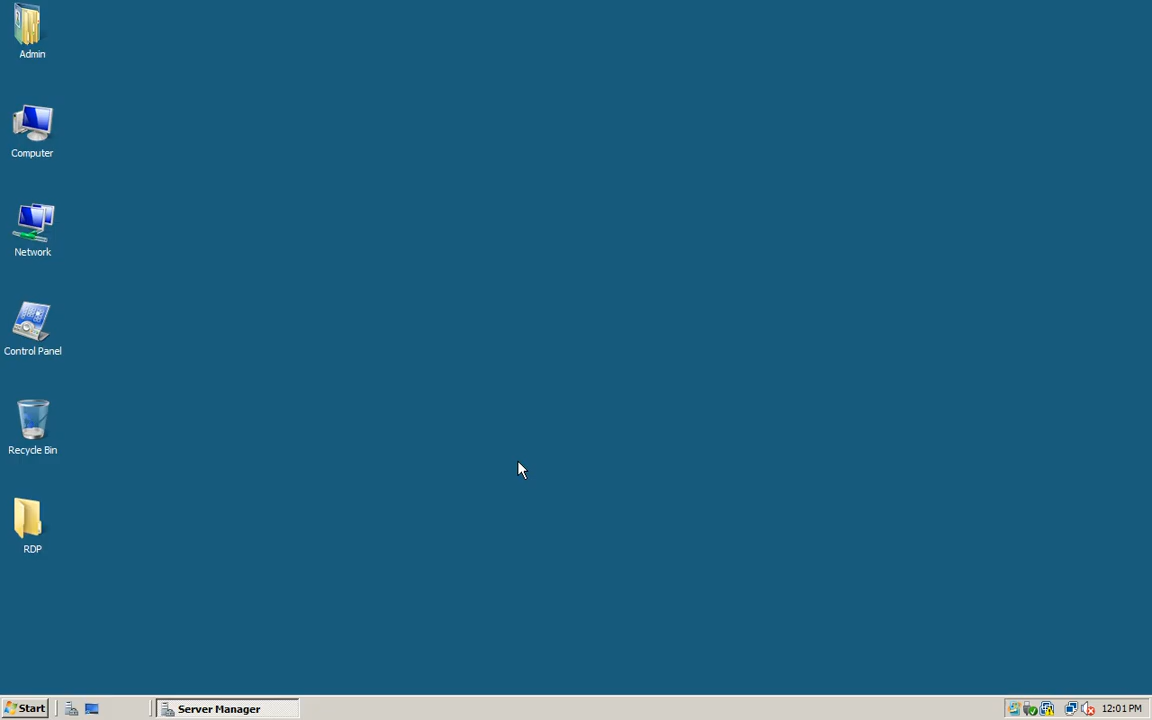 Admin
Computer
Network
Control Panel
Recycle Bin
RDP
Start
Server Manager
12:01 PM